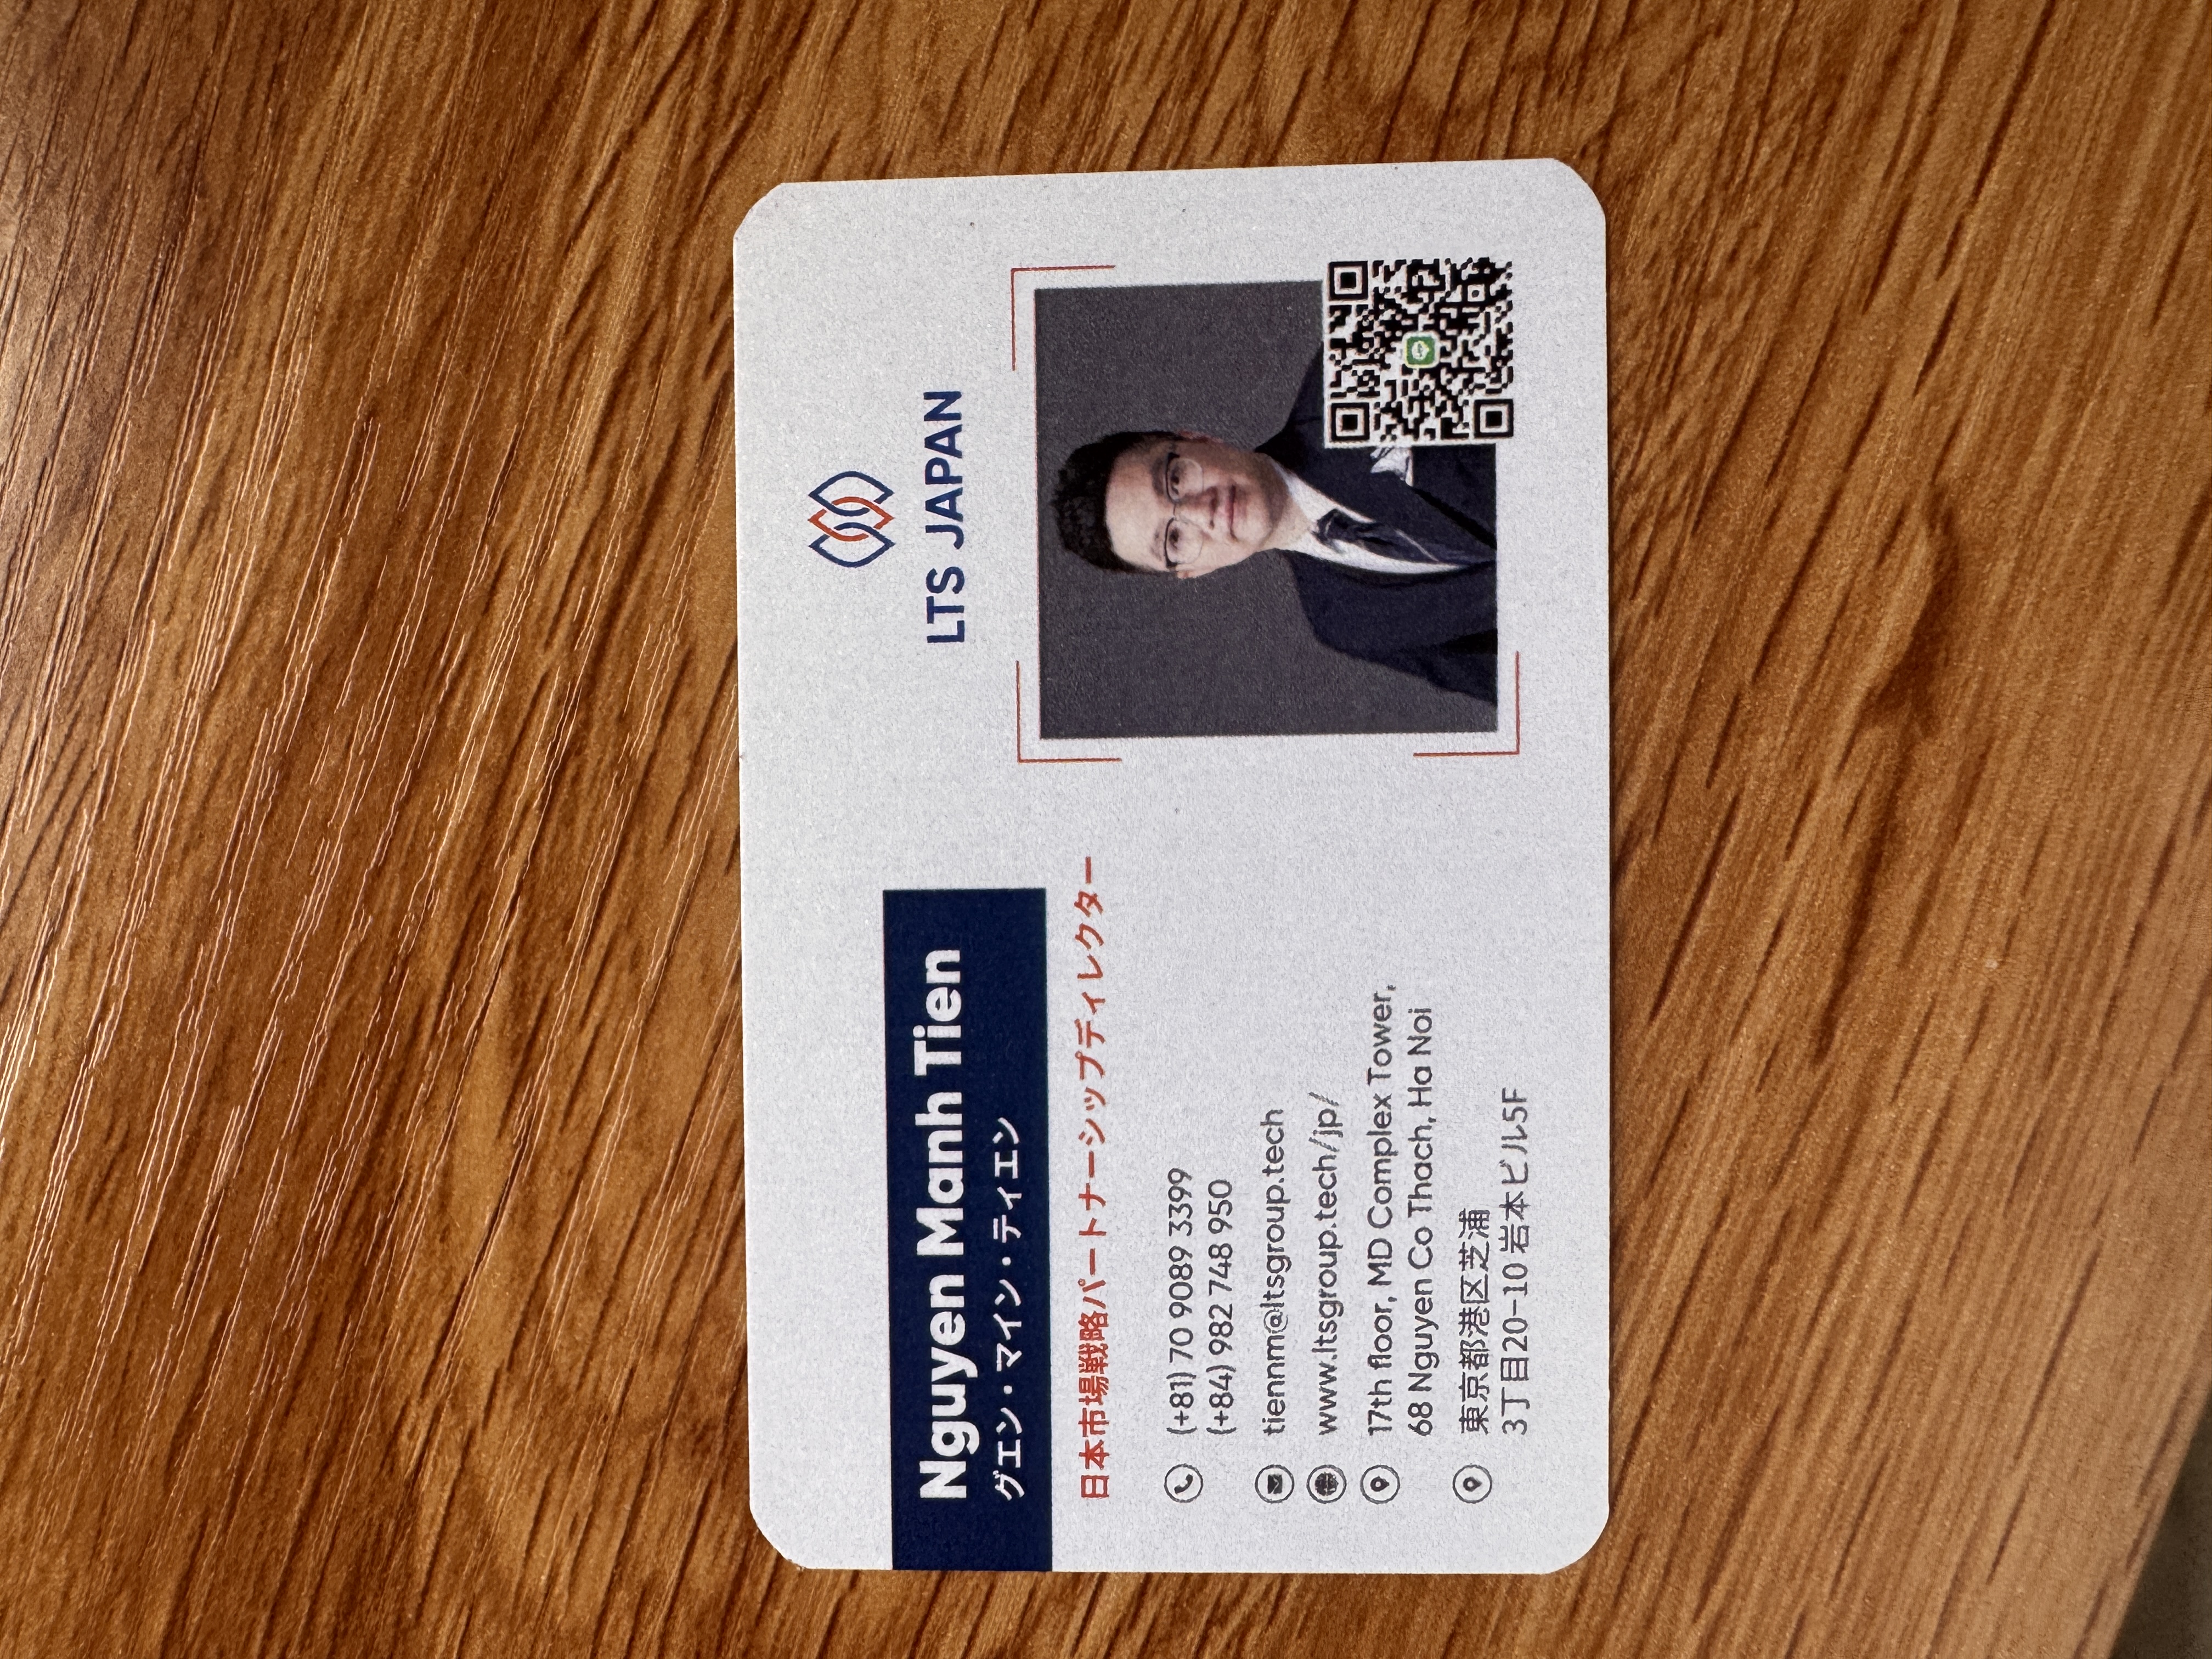 Nguyen Manh Tien
グエン・マイン・ティエン
日本市場戦略パートナーシップディレクター
(+81) 70 9089 3399
(+84) 982 748 950
tiennm@ltsgroup.tech
www.ltsgroup.tech/jp/
17th floor, MD Complex Tower,
68 Nguyen Co Thach, Ha Noi
東京都港区芝浦
3丁目20-10 岩本ビル5F
LTS JAPAN